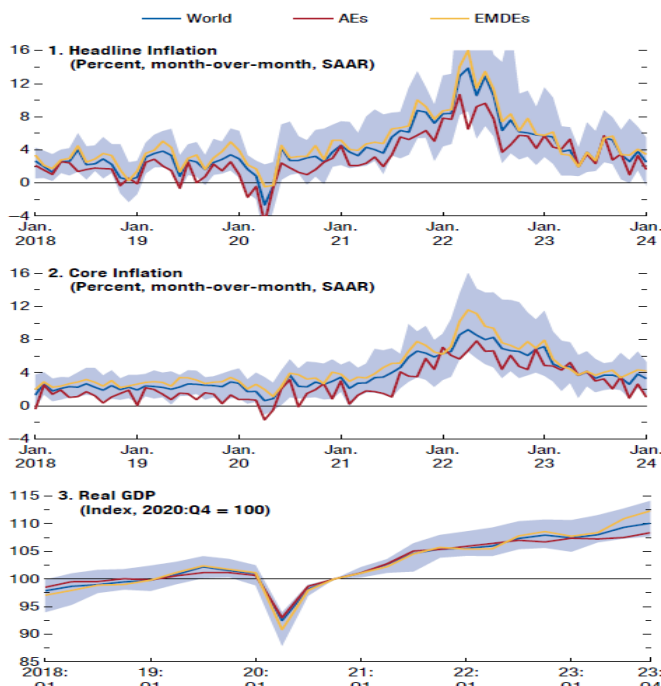 World AEs EMDEs
1. Headline Inflation
(Percent, month-over-month, SAAR)
16
12
8
4
0
−4
Jan. Jan. Jan. Jan. Jan. Jan. Jan.
2018 19 20 21 22 23 24
2. Core Inflation
(Percent, month-over-month, SAAR)
16
12
8
4
0
−4
Jan. Jan. Jan. Jan. Jan. Jan. Jan.
2018 19 20 21 22 23 24
3. Real GDP
(Index, 2020:Q4 = 100)
115
110
105
100
95
90
85
2018: 19: 20: 21: 22: 23: 23: